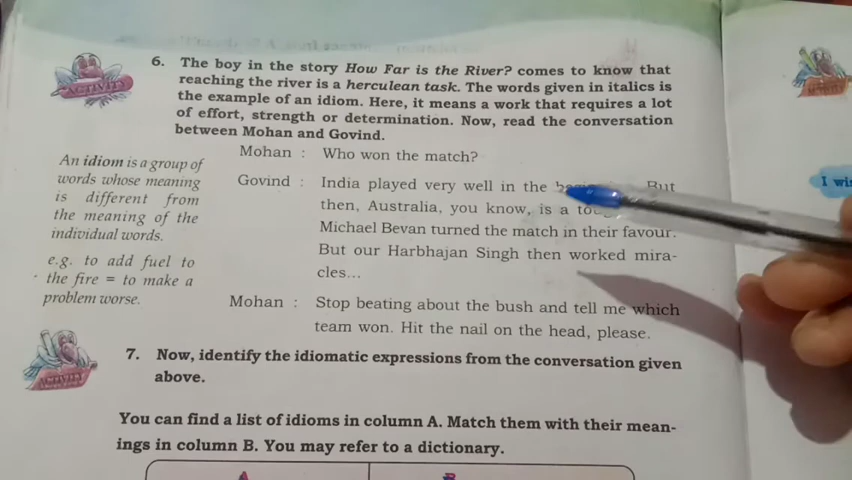 6. The boy in the story How Far is the River? comes to know that
reaching the river is a herculean task. The words given in italics is
the example of an idiom. Here, it means a work that requires a lot
of effort, strength or determination. Now, read the conversation
between Mohan and Govind.
ACTIVITY
An idiom is a group of
words whose meaning
is different from
the meaning of the
individual words.
e.g. to add fuel to
the fire = to make a
problem worse.
Mohan : Who won the match?
Govind : India played very well in the But
then, Australia, you know, is a
Michael Bevan turned the match in their favour.
But our Harbhajan Singh then worked mira-
cles...
Mohan : Stop beating about the bush and tell me which
team won. Hit the nail on the head, please.
ACTIVITY
7. Now, identify the idiomatic expressions from the conversation given
above.
You can find a list of idioms in column A. Match them with their mean-
ings in column B. You may refer to a dictionary.
A B
I wis